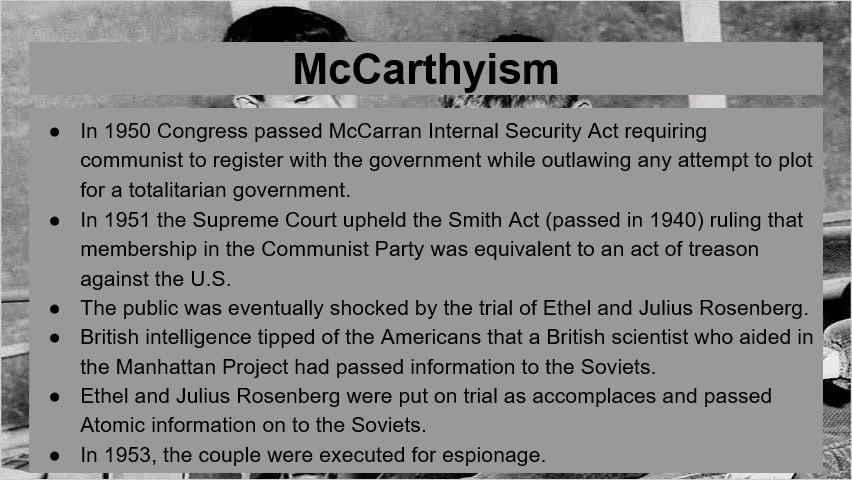 McCarthyism
● In 1950 Congress passed McCarran Internal Security Act requiring
communist to register with the government while outlawing any attempt to plot
for a totalitarian government.
● In 1951 the Supreme Court upheld the Smith Act (passed in 1940) ruling that
membership in the Communist Party was equivalent to an act of treason
against the U.S.
● The public was eventually shocked by the trial of Ethel and Julius Rosenberg.
● British intelligence tipped of the Americans that a British scientist who aided in
the Manhattan Project had passed information to the Soviets.
● Ethel and Julius Rosenberg were put on trial as accomplaces and passed
Atomic information on to the Soviets.
● In 1953, the couple were executed for espionage.